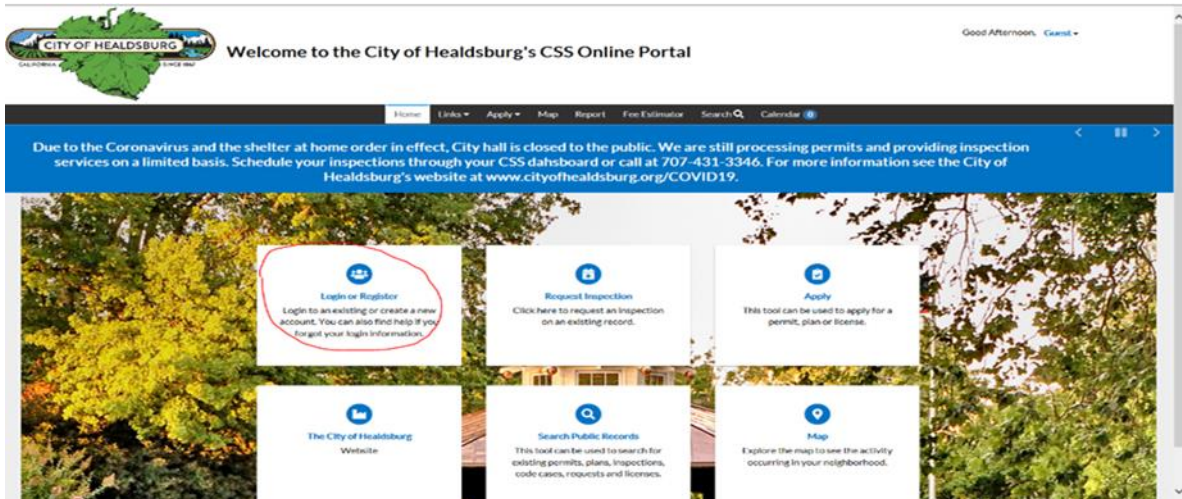 CITY OF HEALDSBURG
CALIFORNIA SINCE 1867
Welcome to the City of Healdsburg's CSS Online Portal
Good Afternoon, Guest
Home Links Apply Map Report Fee Estimator Search Calendar 0
Due to the Coronavirus and the shelter at home order in effect, City hall is closed to the public. We are still processing permits and providing inspection
services on a limited basis. Schedule your inspections through your CSS dahsboard or call at 707-431-3346. For more information see the City of
Healdsburg's website at www.cityofhealdsburg.org/COVID19.
Login or Register
Login to an existing or create a new
account. You can also find help if you
forgot your login information.
Request Inspection
Click here to request an inspection
on an existing record.
Apply
This tool can be used to apply for a
permit, plan or license.
The City of Healdsburg
Website
Search Public Records
This tool can be used to search for
existing permits, plans, inspections,
code cases, requests and licenses.
Map
Explore the map to see the activity
occurring in your neighborhood.